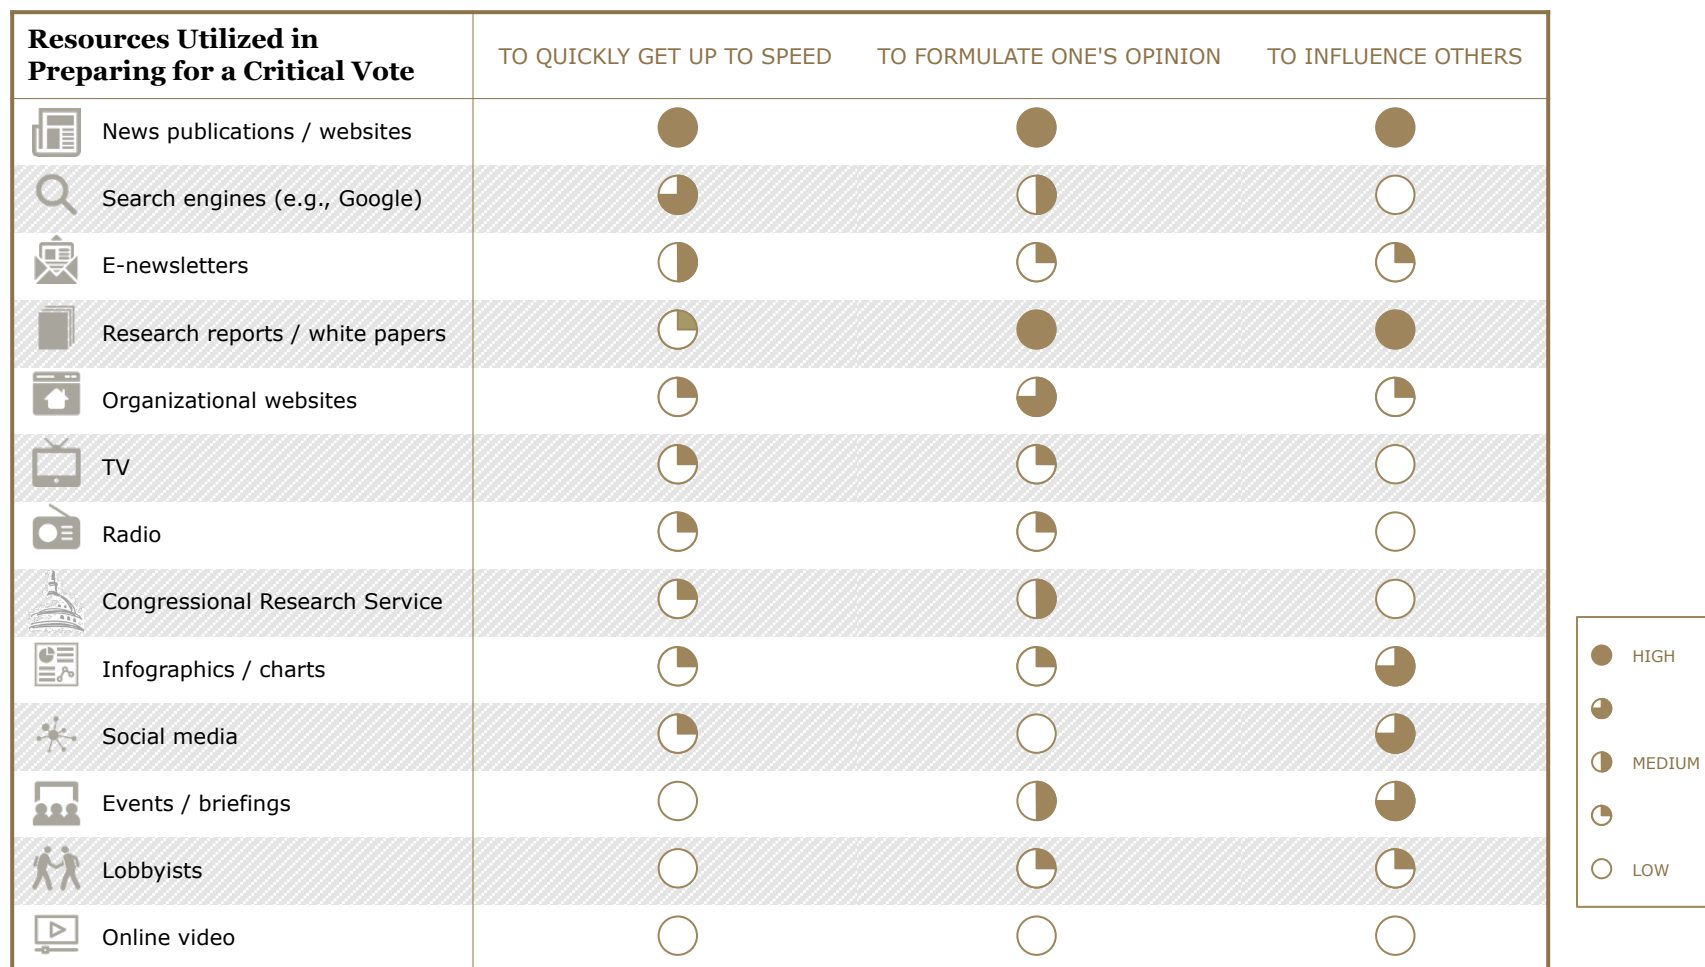 Resources Utilized in
Preparing for a Critical Vote
TO QUICKLY GET UP TO SPEED
TO FORMULATE ONE'S OPINION
TO INFLUENCE OTHERS
News publications / websites
Search engines (e.g., Google)
E-newsletters
Research reports / white papers
Organizational websites
TV
Radio
Congressional Research Service
Infographics / charts
Social media
Events / briefings
Lobbyists
Online video
HIGH
MEDIUM
LOW